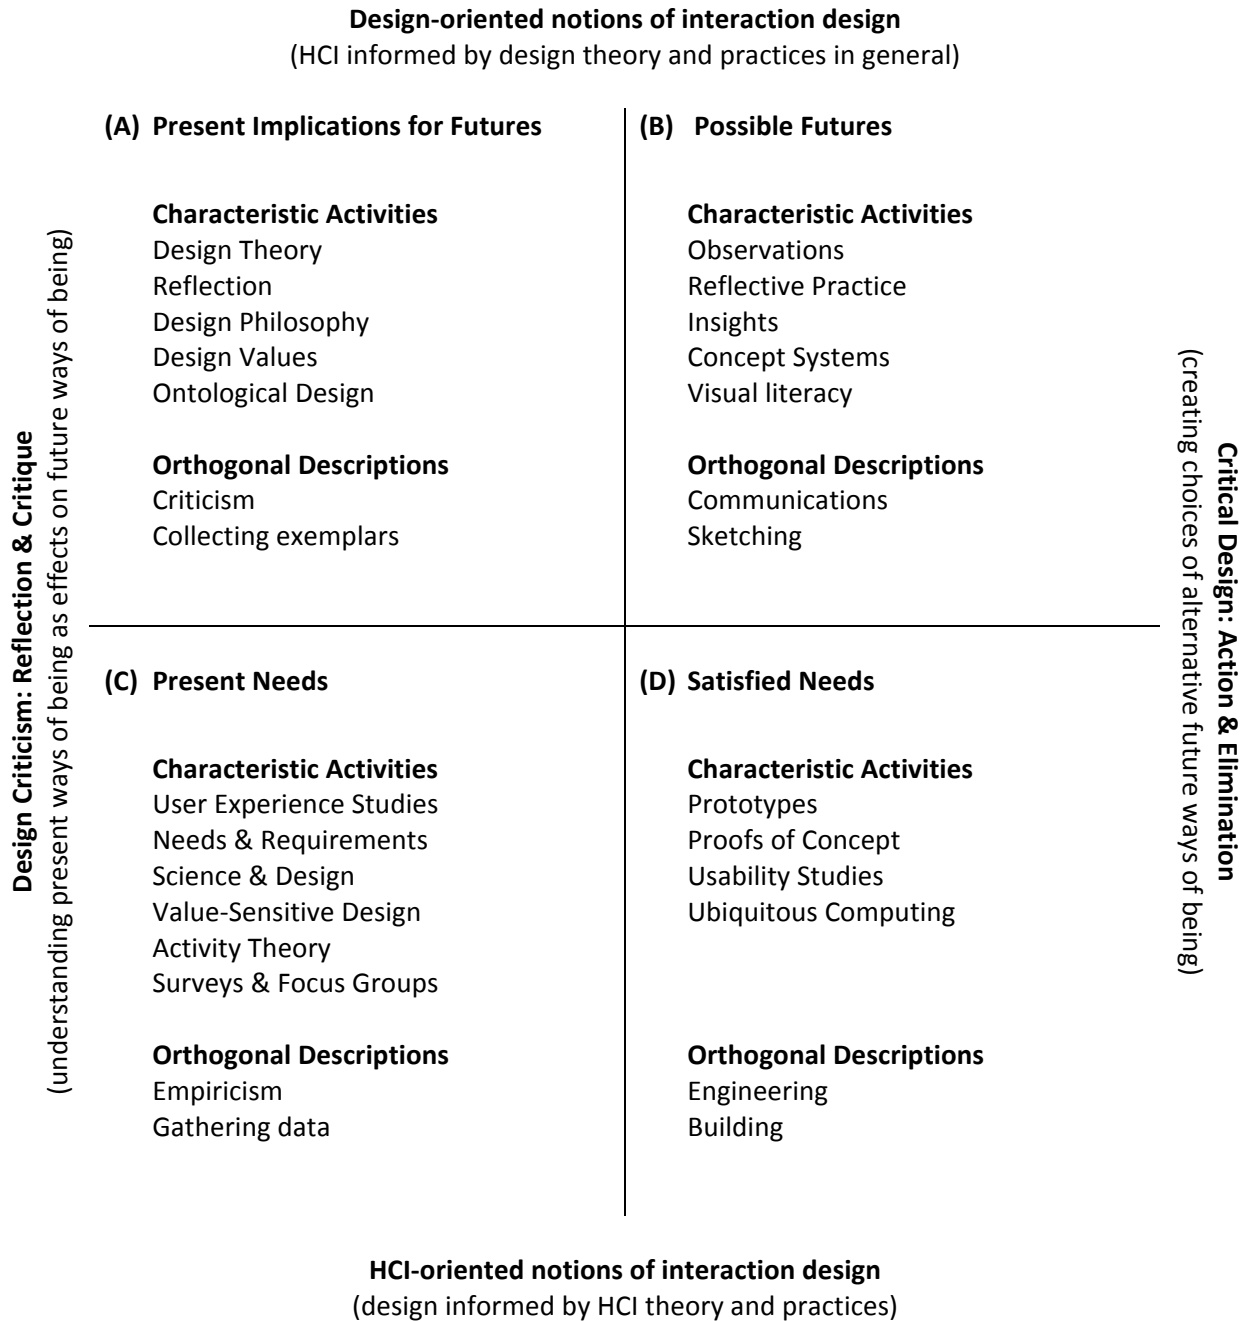 Design-oriented notions of interaction design
(HCI informed by design theory and practices in general)
Design Criticism: Reflection & Critique
(understanding present ways of being as effects on future ways of being)
(A) Present Implications for Futures
Characteristic Activities
Design Theory
Reflection
Design Philosophy
Design Values
Ontological Design
Orthogonal Descriptions
Criticism
Collecting exemplars
(B) Possible Futures
Characteristic Activities
Observations
Reflective Practice
Insights
Concept Systems
Visual literacy
Orthogonal Descriptions
Communications
Sketching
(C) Present Needs
Characteristic Activities
User Experience Studies
Needs & Requirements
Science & Design
Value-Sensitive Design
Activity Theory
Surveys & Focus Groups
Orthogonal Descriptions
Empiricism
Gathering data
(D) Satisfied Needs
Characteristic Activities
Prototypes
Proofs of Concept
Usability Studies
Ubiquitous Computing
Orthogonal Descriptions
Engineering
Building
Critical Design: Action & Elimination
(creating choices of alternative future ways of being)
HCI-oriented notions of interaction design
(design informed by HCI theory and practices)